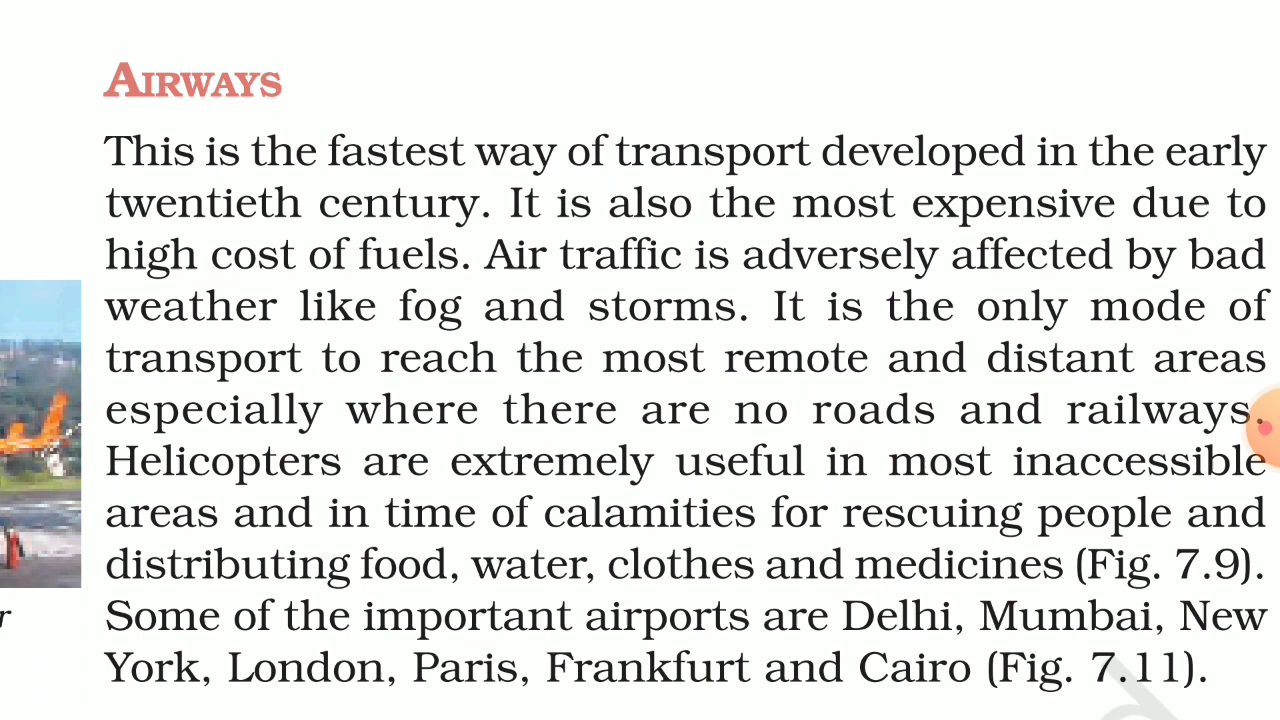 AIRWAYS
This is the fastest way of transport developed in the early
twentieth century. It is also the most expensive due to
high cost of fuels. Air traffic is adversely affected by bad
weather like fog and storms. It is the only mode of
transport to reach the most remote and distant areas
especially where there are no roads and railways.
Helicopters are extremely useful in most inaccessible
areas and in time of calamities for rescuing people and
distributing food, water, clothes and medicines (Fig. 7.9).
Some of the important airports are Delhi, Mumbai, New
York, London, Paris, Frankfurt and Cairo (Fig. 7.11).